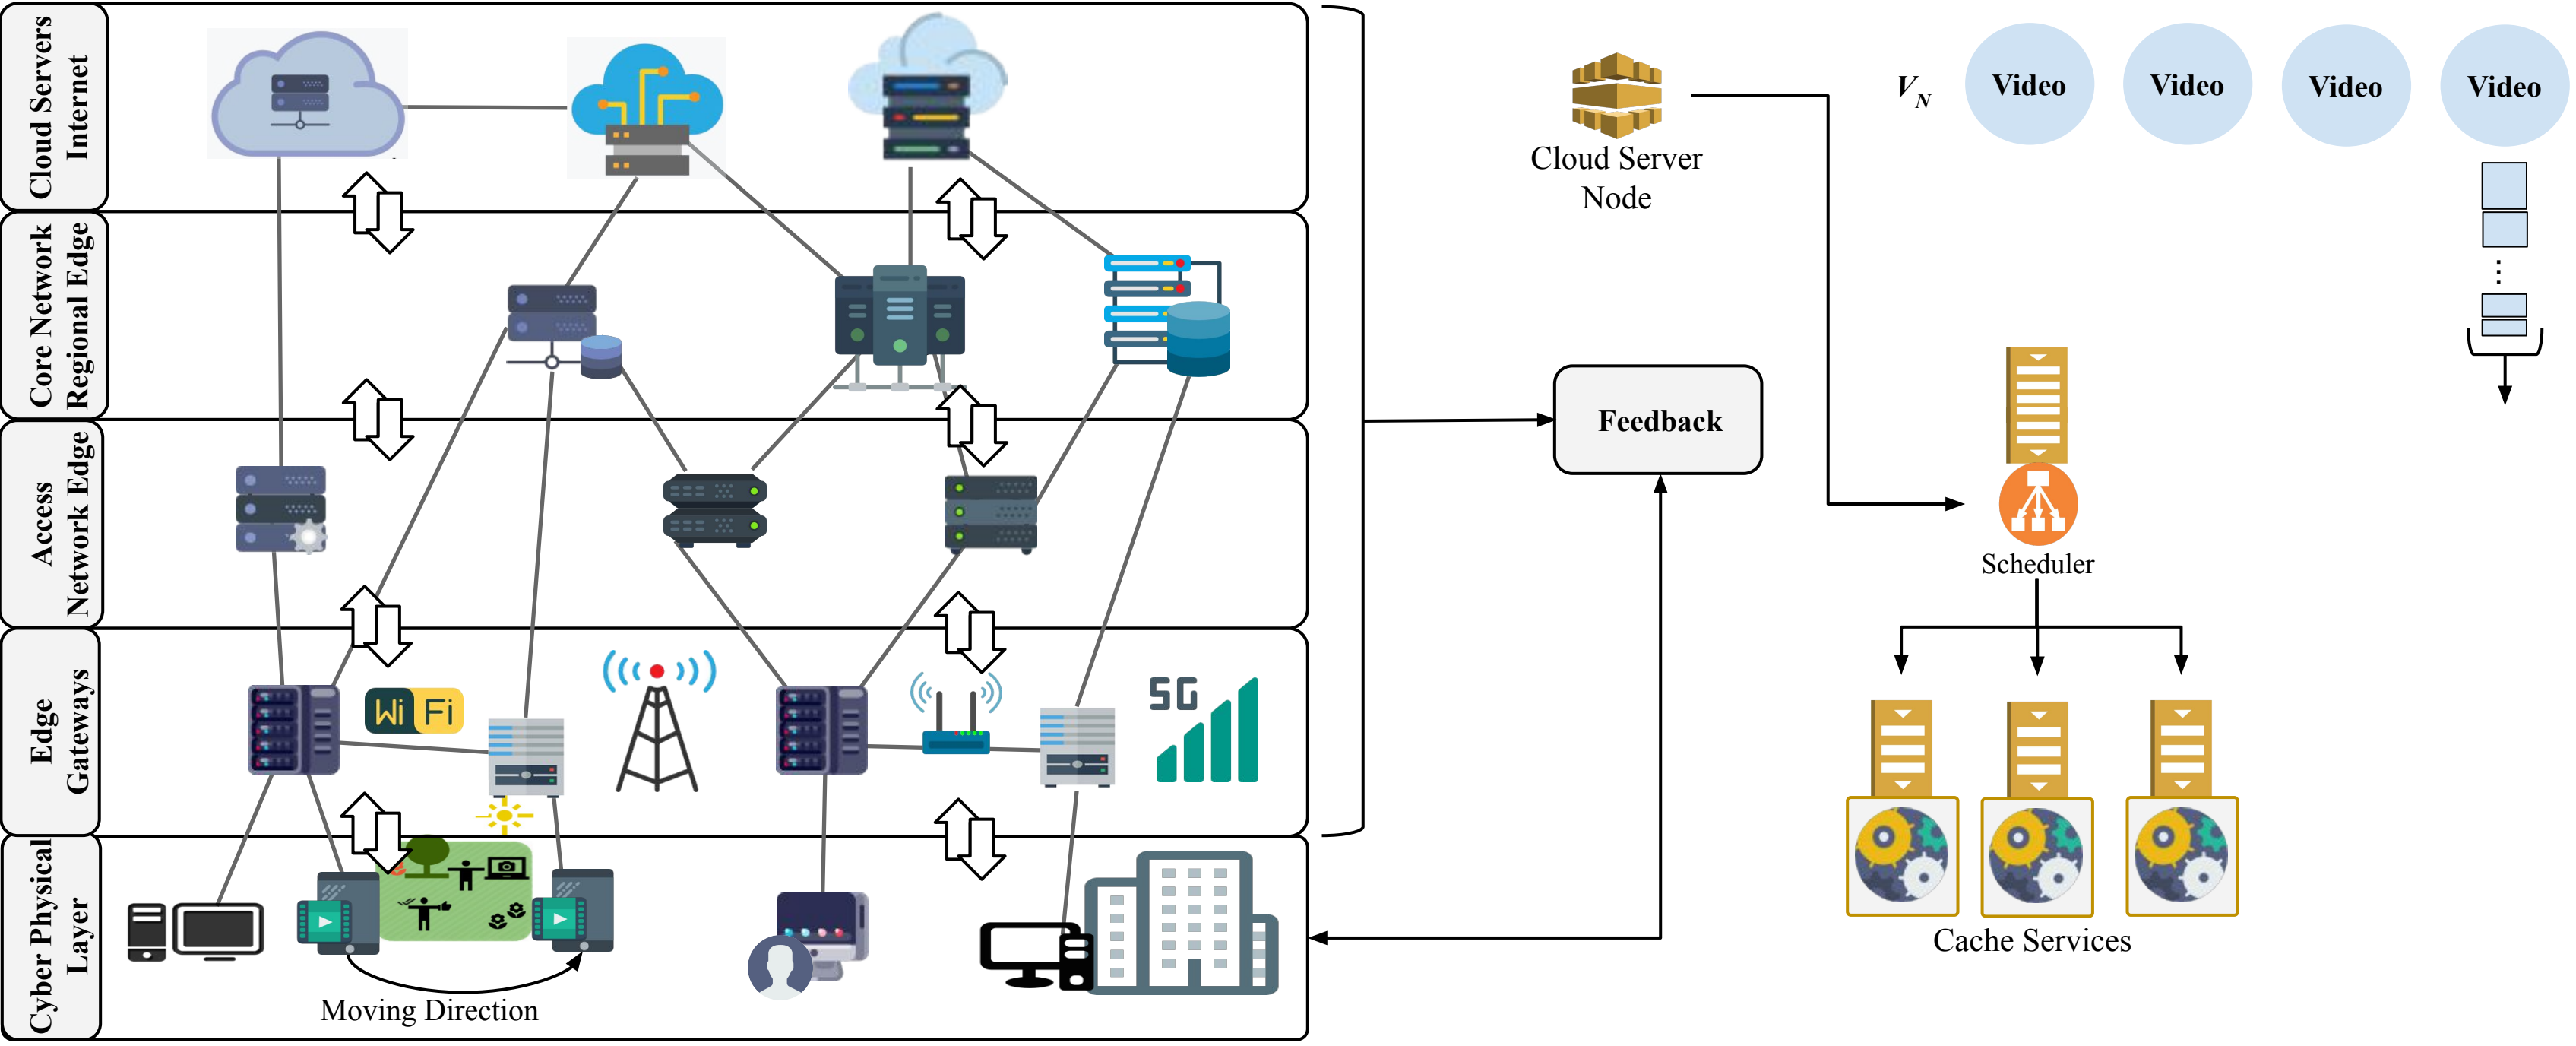 Cloud Servers
Internet
Core Network
Regional Edge
Access
Network Edge
Edge
Gateways
Cyber Physical
Layer
Wi Fi
5G
Moving Direction
Feedback
Cloud Server
Node
V_N
Video
Video
Video
Video
⋮
Scheduler
Cache Services